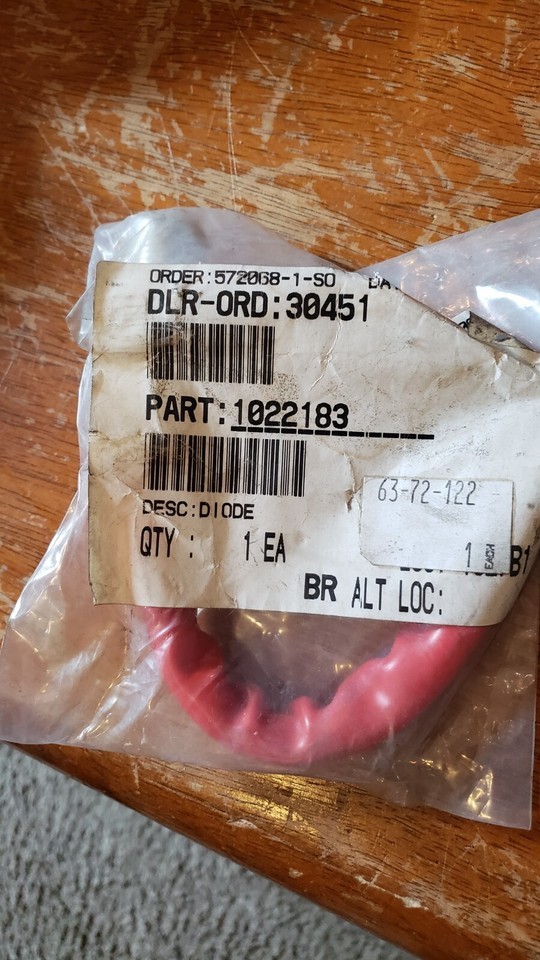 ORDER:572068-1-SO
DLR-ORD:30451
PART:1022183
DESC:DIODE
63-72-122
QTY : 1 EA
1 EACH
BR ALT LOC: